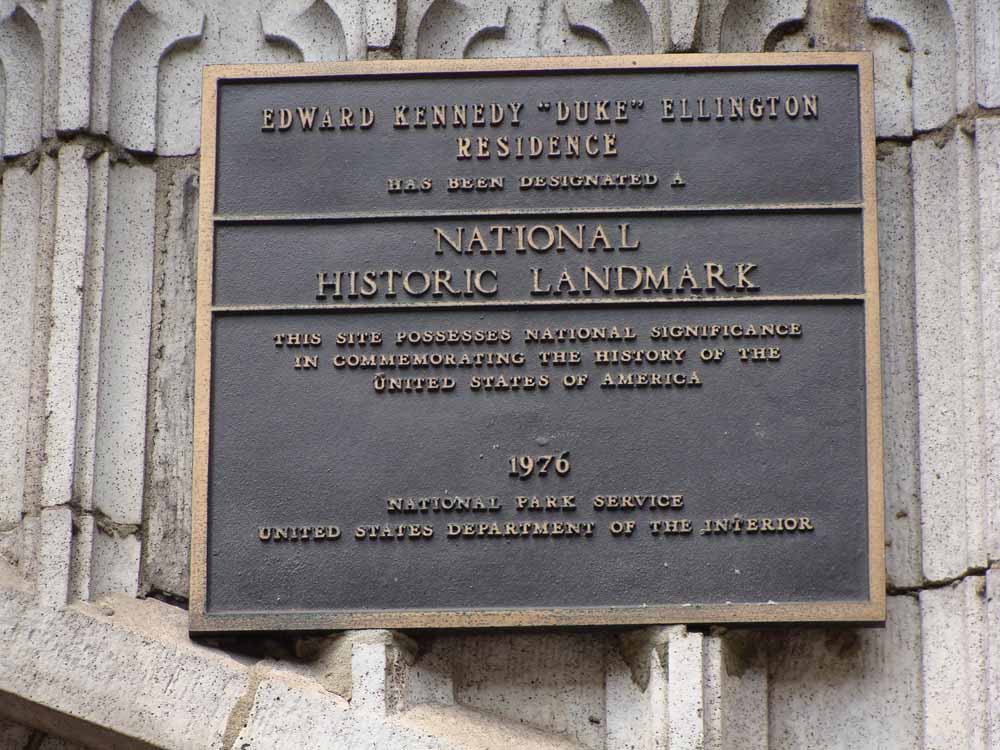 EDWARD KENNEDY "DUKE" ELLINGTON
RESIDENCE
HAS BEEN DESIGNATED A
NATIONAL
HISTORIC LANDMARK
THIS SITE POSSESSES NATIONAL SIGNIFICANCE
IN COMMEMORATING THE HISTORY OF THE
UNITED STATES OF AMERICA
1976
NATIONAL PARK SERVICE
UNITED STATES DEPARTMENT OF THE INTERIOR